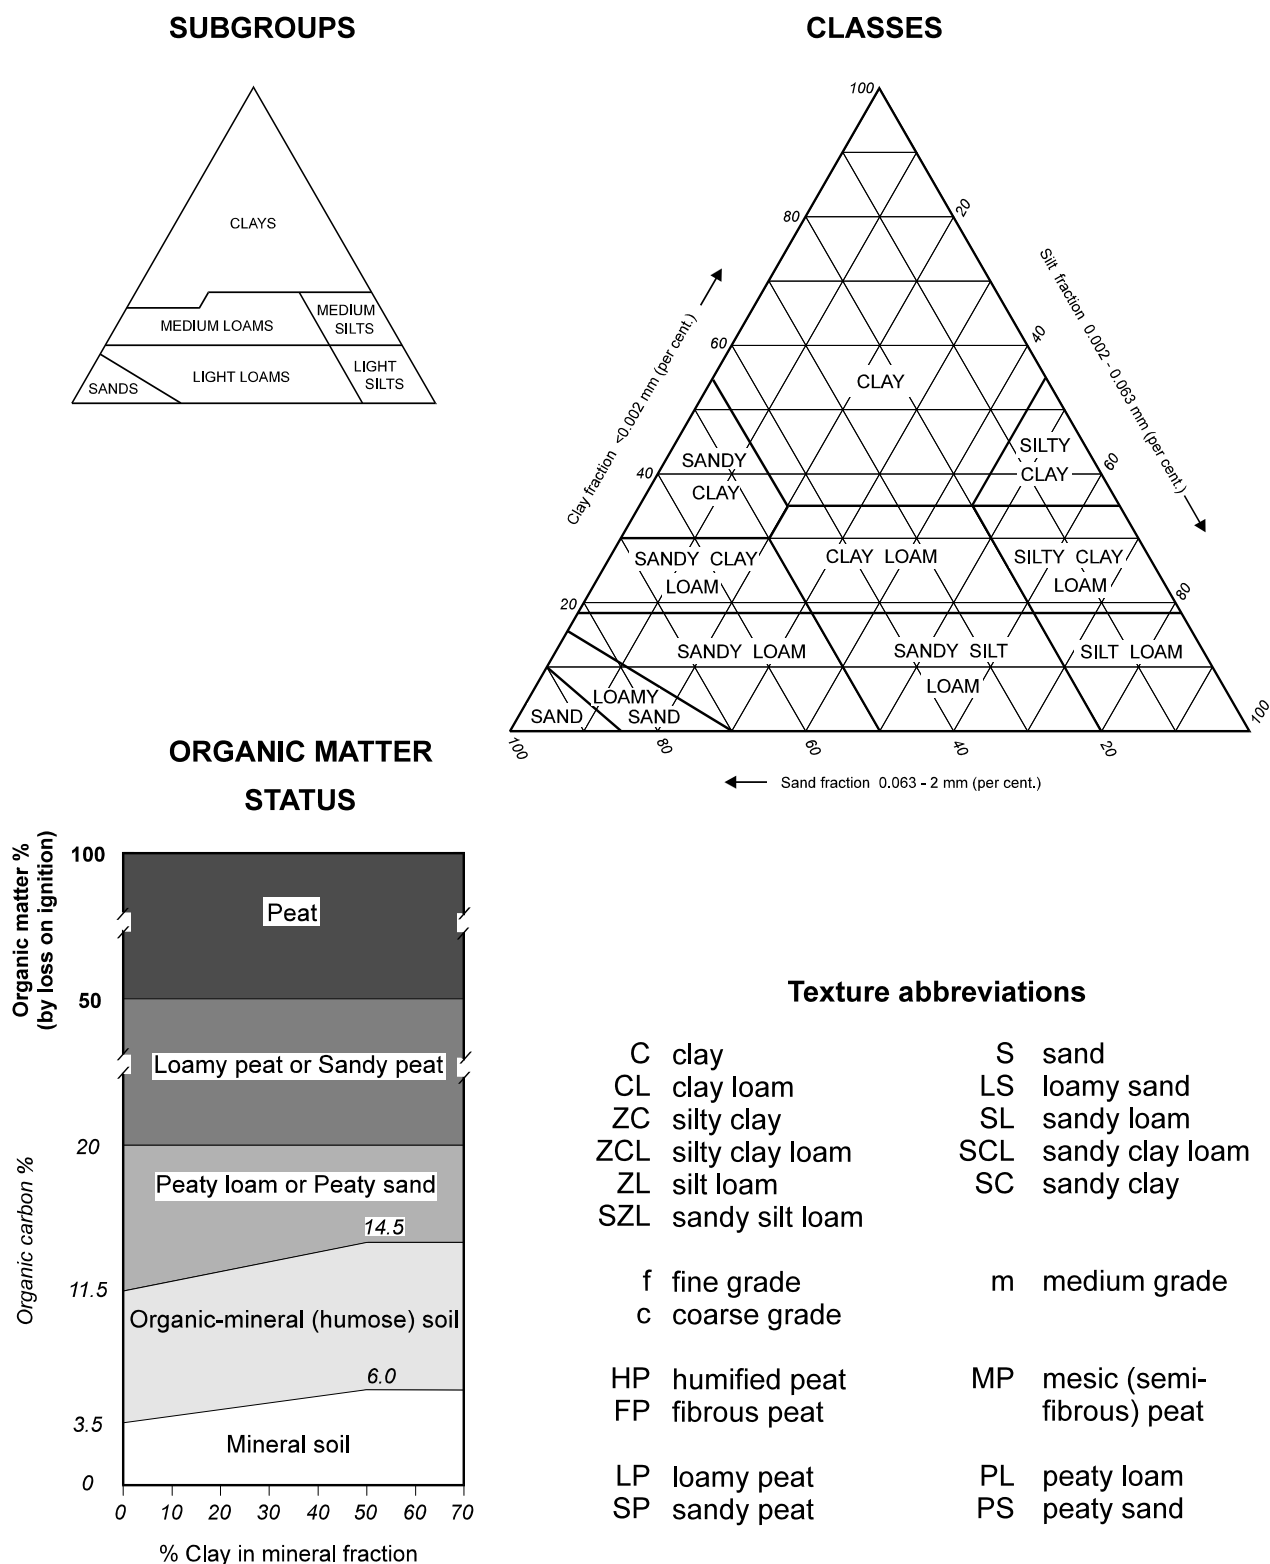 SUBGROUPS
CLAYS
MEDIUM LOAMS
MEDIUM
SILTS
LIGHT LOAMS
LIGHT
SILTS
SANDS
CLASSES
100
80
60
40
20
20
40
60
80
100
100
80
60
40
20
Clay fraction <0.002 mm (per cent.)
Silt fraction 0.002 - 0.063 mm (per cent.)
Sand fraction 0.063 - 2 mm (per cent.)
CLAY
SANDY
CLAY
SILTY
CLAY
SANDY CLAY
LOAM
CLAY LOAM
SILTY CLAY
LOAM
SANDY LOAM
SANDY SILT
LOAM
SILT LOAM
LOAMY
SAND
SAND
ORGANIC MATTER
STATUS
Organic matter %
(by loss on ignition)
Organic carbon %
100
50
20
11.5
3.5
0
Peat
Loamy peat or Sandy peat
Peaty loam or Peaty sand
14.5
Organic-mineral (humose) soil
6.0
Mineral soil
0 10 20 30 40 50 60 70
% Clay in mineral fraction
Texture abbreviations
C clay
CL clay loam
ZC silty clay
ZCL silty clay loam
ZL silt loam
SZL sandy silt loam
S sand
LS loamy sand
SL sandy loam
SCL sandy clay loam
SC sandy clay
f fine grade
c coarse grade
m medium grade
HP humified peat
FP fibrous peat
MP mesic (semi-
fibrous) peat
LP loamy peat
SP sandy peat
PL peaty loam
PS peaty sand